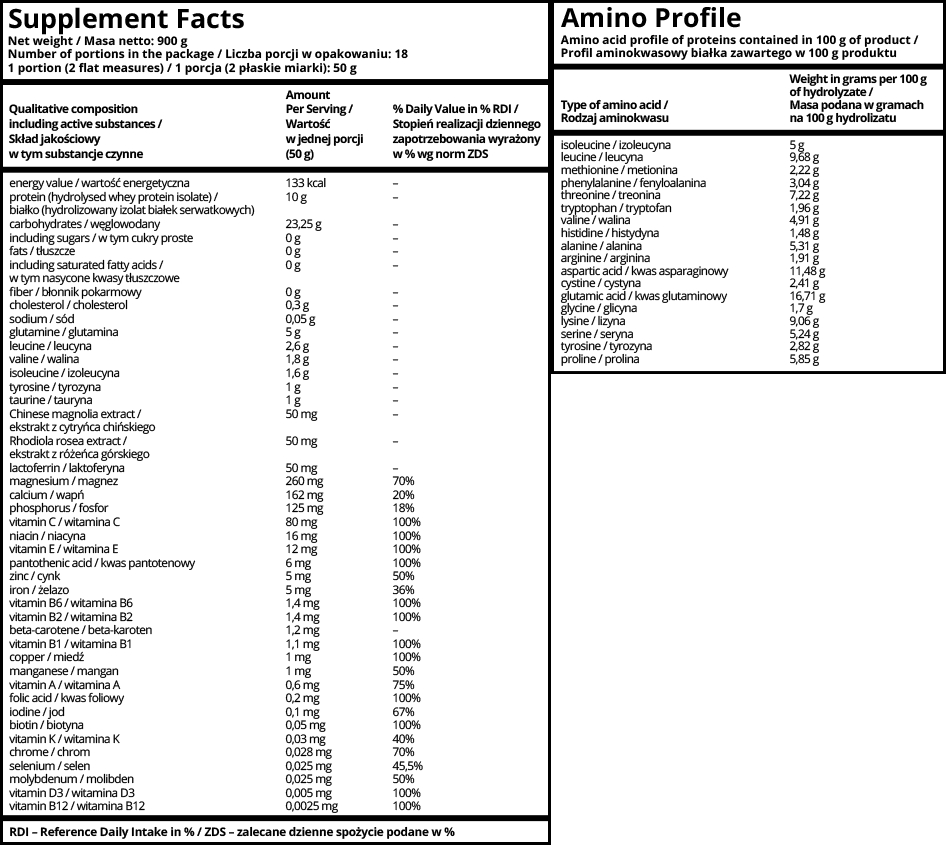 Supplement Facts
Net weight / Masa netto: 900 g
Number of portions in the package / Liczba porcji w opakowaniu: 18
1 portion (2 flat measures) / 1 porcja (2 płaskie miarki): 50 g
Qualitative composition
including active substances /
Skład jakościowy
w tym substancje czynne
Amount
Per Serving /
Wartość
w jednej porcji
(50 g)
% Daily Value in % RDI /
Stopień realizacji dziennego
zapotrzebowania wyrażony
w % wg norm ZDS
energy value / wartość energetyczna 133 kcal –
protein (hydrolysed whey protein isolate) / 10 g –
białko (hydrolizowany izolat białek serwatkowych)
carbohydrates / węglowodany 23,25 g –
including sugars / w tym cukry proste 0 g –
fats / tłuszcze 0 g –
including saturated fatty acids / 0 g –
w tym nasycone kwasy tłuszczowe
fiber / błonnik pokarmowy 0 g –
cholesterol / cholesterol 0,3 g –
sodium / sód 0,05 g –
glutamine / glutamina 5 g –
leucine / leucyna 2,6 g –
valine / walina 1,8 g –
isoleucine / izoleucyna 1,6 g –
tyrosine / tyrozyna 1 g –
taurine / tauryna 1 g –
Chinese magnolia extract / 50 mg –
ekstrakt z cytryńca chińskiego
Rhodiola rosea extract / 50 mg –
ekstrakt z różeńca górskiego
lactoferrin / laktoferyna 50 mg –
magnesium / magnez 260 mg 70%
calcium / wapń 162 mg 20%
phosphorus / fosfor 125 mg 18%
vitamin C / witamina C 80 mg 100%
niacin / niacyna 16 mg 100%
vitamin E / witamina E 12 mg 100%
pantothenic acid / kwas pantotenowy 6 mg 100%
zinc / cynk 5 mg 50%
iron / żelazo 5 mg 36%
vitamin B6 / witamina B6 1,4 mg 100%
vitamin B2 / witamina B2 1,4 mg 100%
beta-carotene / beta-karoten 1,2 mg –
vitamin B1 / witamina B1 1,1 mg 100%
copper / miedź 1 mg 100%
manganese / mangan 1 mg 50%
vitamin A / witamina A 0,6 mg 75%
folic acid / kwas foliowy 0,2 mg 100%
iodine / jod 0,1 mg 67%
biotin / biotyna 0,05 mg 100%
vitamin K / witamina K 0,03 mg 40%
chrome / chrom 0,028 mg 70%
selenium / selen 0,025 mg 45,5%
molybdenum / molibden 0,025 mg 50%
vitamin D3 / witamina D3 0,005 mg 100%
vitamin B12 / witamina B12 0,0025 mg 100%
RDI – Reference Daily Intake in % / ZDS – zalecane dzienne spożycie podane w %
Amino Profile
Amino acid profile of proteins contained in 100 g of product /
Profil aminokwasowy białka zawartego w 100 g produktu
Type of amino acid /
Rodzaj aminokwasu
Weight in grams per 100 g
of hydrolyzate /
Masa podana w gramach
na 100 g hydrolizatu
isoleucine / izoleucyna 5 g
leucine / leucyna 9,68 g
methionine / metionina 2,22 g
phenylalanine / fenyloalanina 3,04 g
threonine / treonina 7,22 g
tryptophan / tryptofan 1,96 g
valine / walina 4,91 g
histidine / histydyna 1,48 g
alanine / alanina 5,31 g
arginine / arginina 1,91 g
aspartic acid / kwas asparaginowy 11,48 g
cystine / cystyna 2,41 g
glutamic acid / kwas glutaminowy 16,71 g
glycine / glicyna 1,7 g
lysine / lizyna 9,06 g
serine / seryna 5,24 g
tyrosine / tyrozyna 2,82 g
proline / prolina 5,85 g